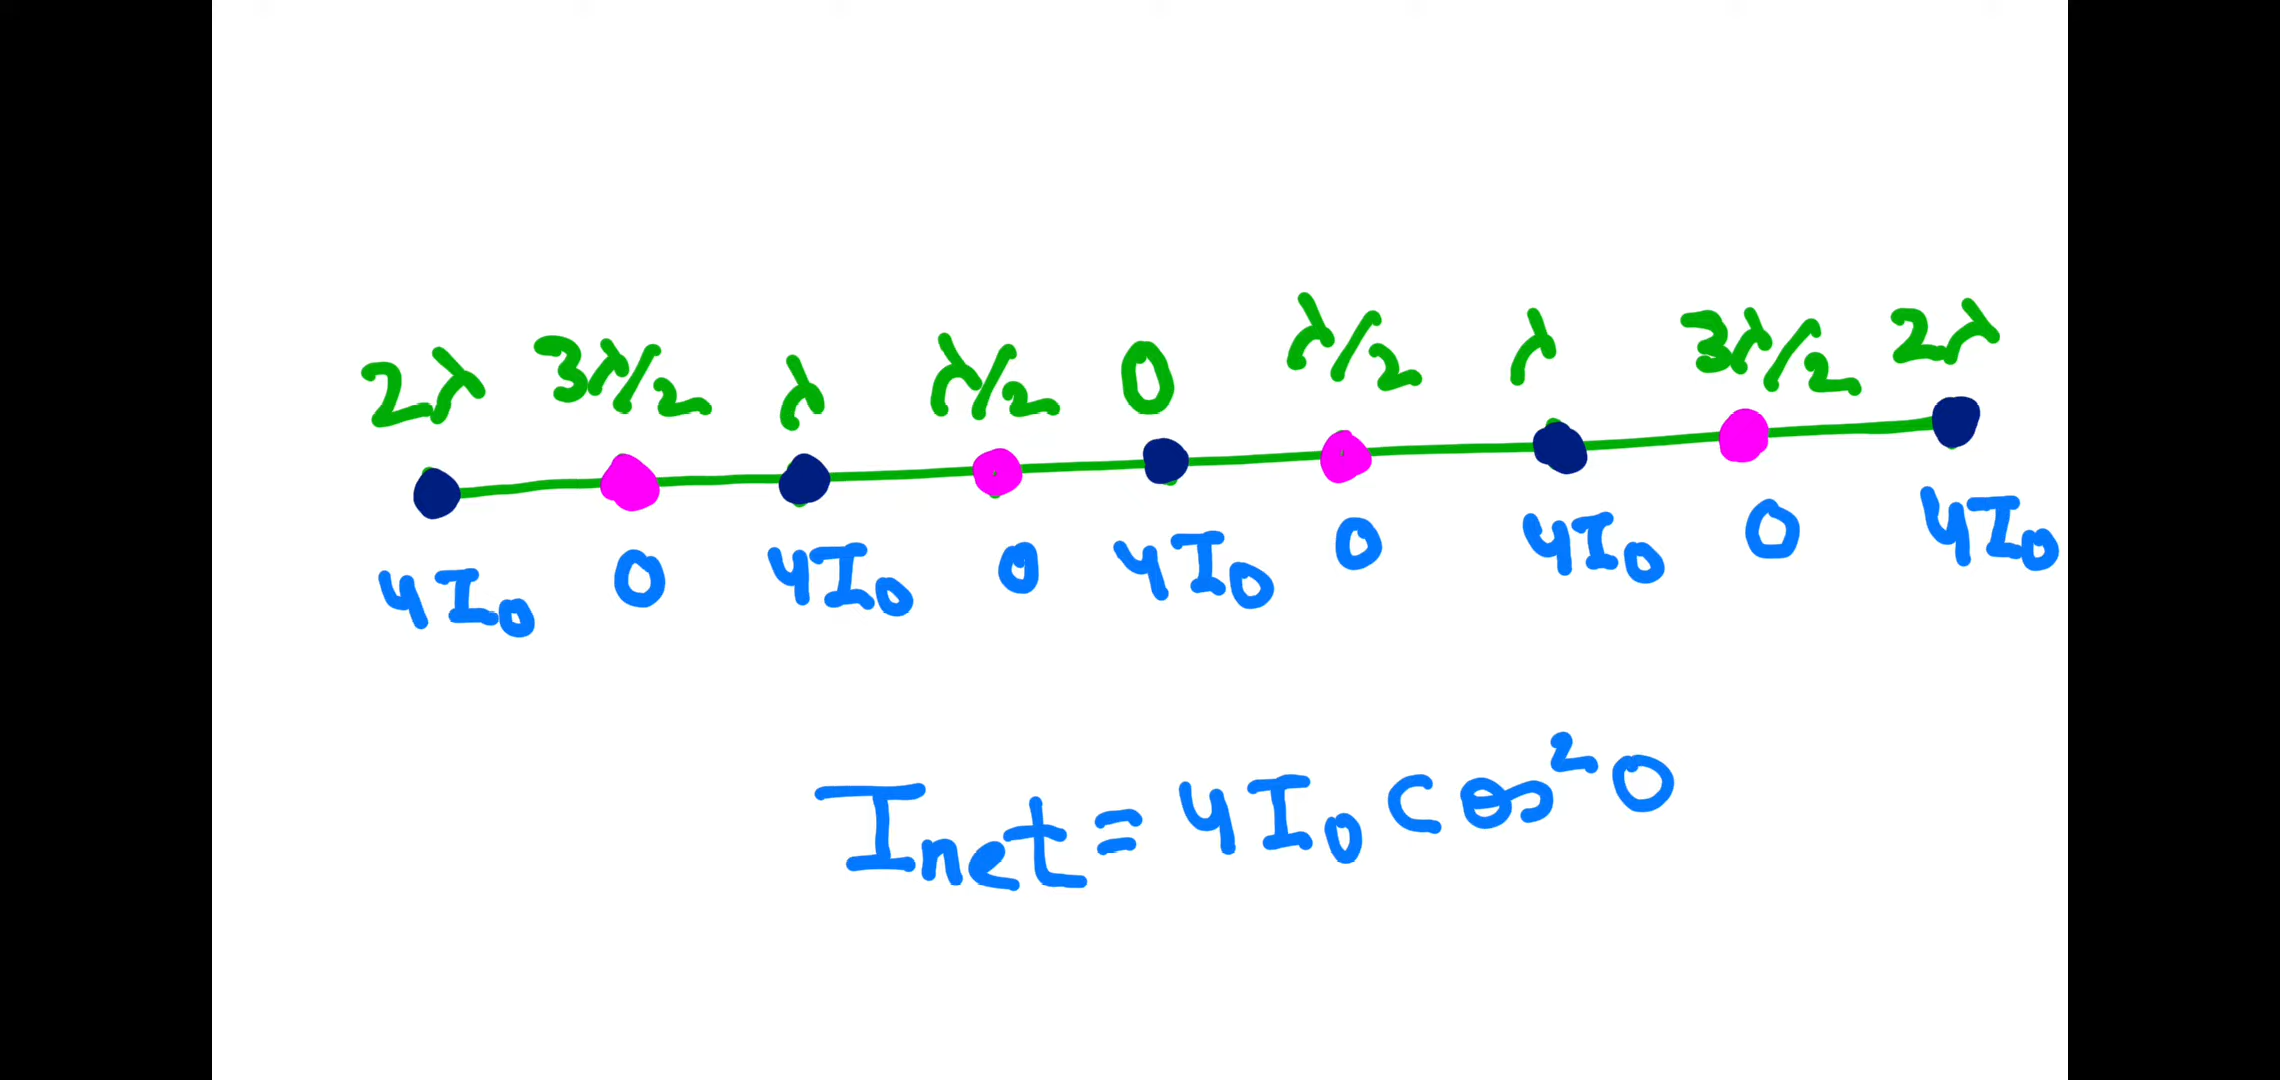 2λ 3λ/2 λ λ/2 0 λ/2 λ 3λ/2 2λ
4I₀ 0 4I₀ 0 4I₀ 0 4I₀ 0 4I₀
Inet = 4I₀ cos²0